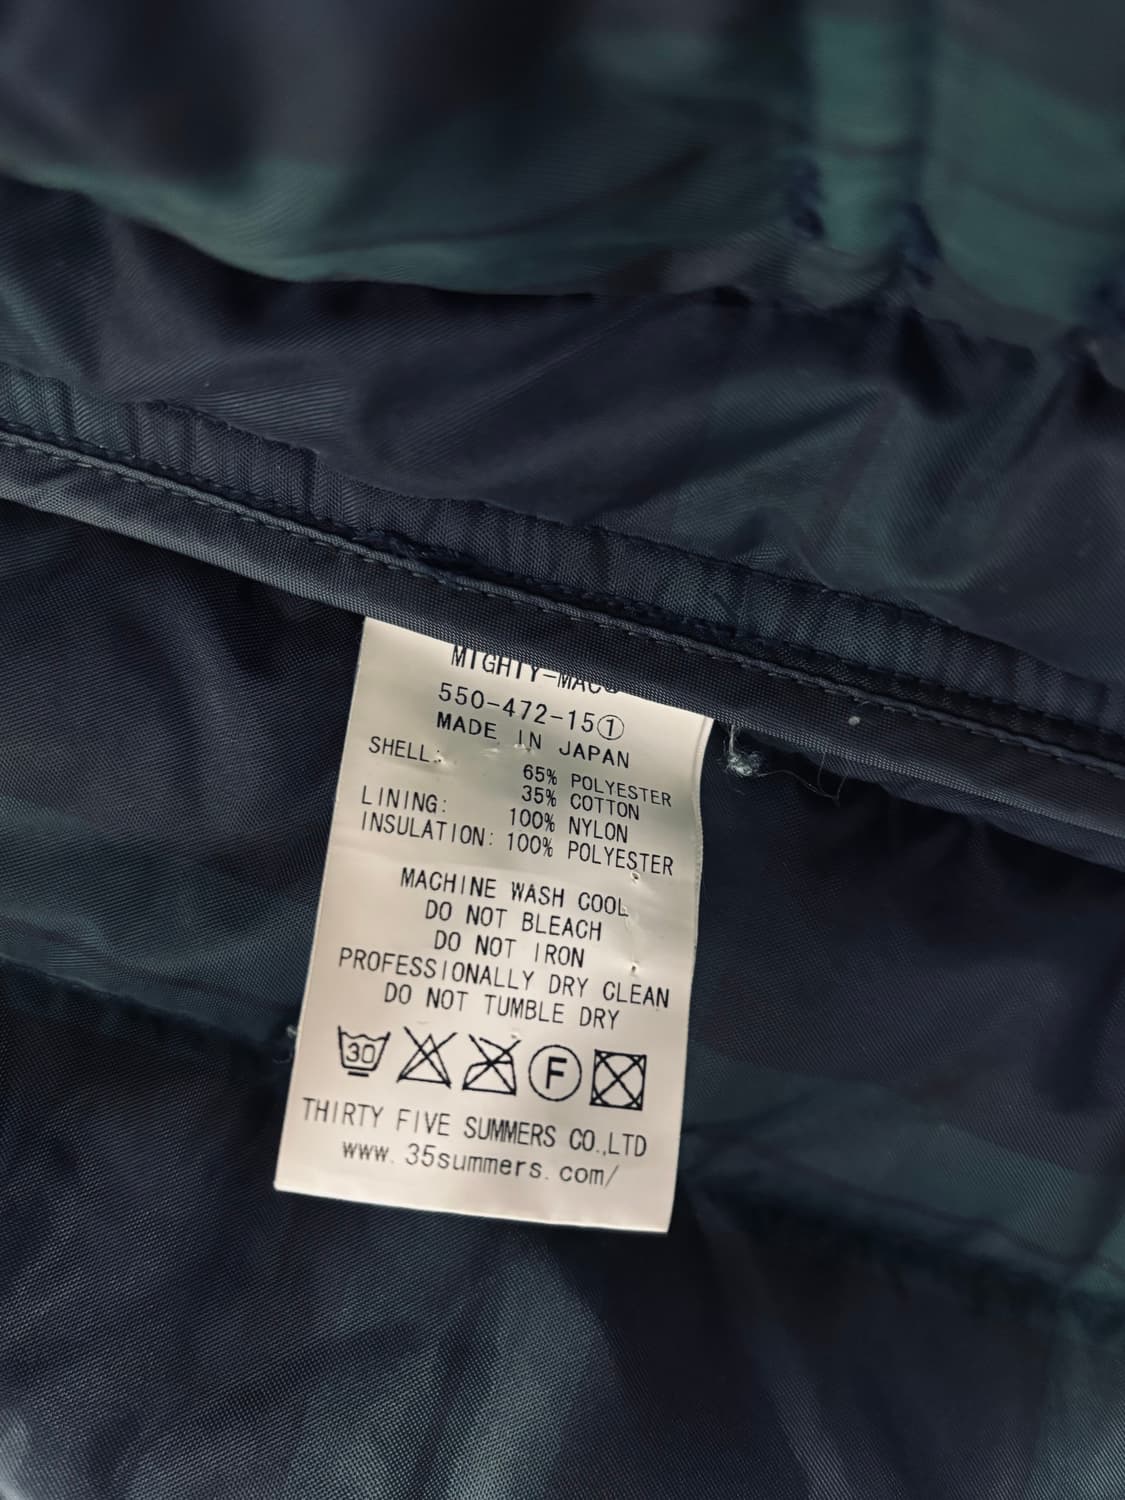 MIGHTY-MAC®
550-472-15①
MADE IN JAPAN
SHELL: 65% POLYESTER
35% COTTON
LINING: 100% NYLON
INSULATION: 100% POLYESTER
MACHINE WASH COOL
DO NOT BLEACH
DO NOT IRON
PROFESSIONALLY DRY CLEAN
DO NOT TUMBLE DRY
30 F
THIRTY FIVE SUMMERS CO.,LTD
www.35summers.com/